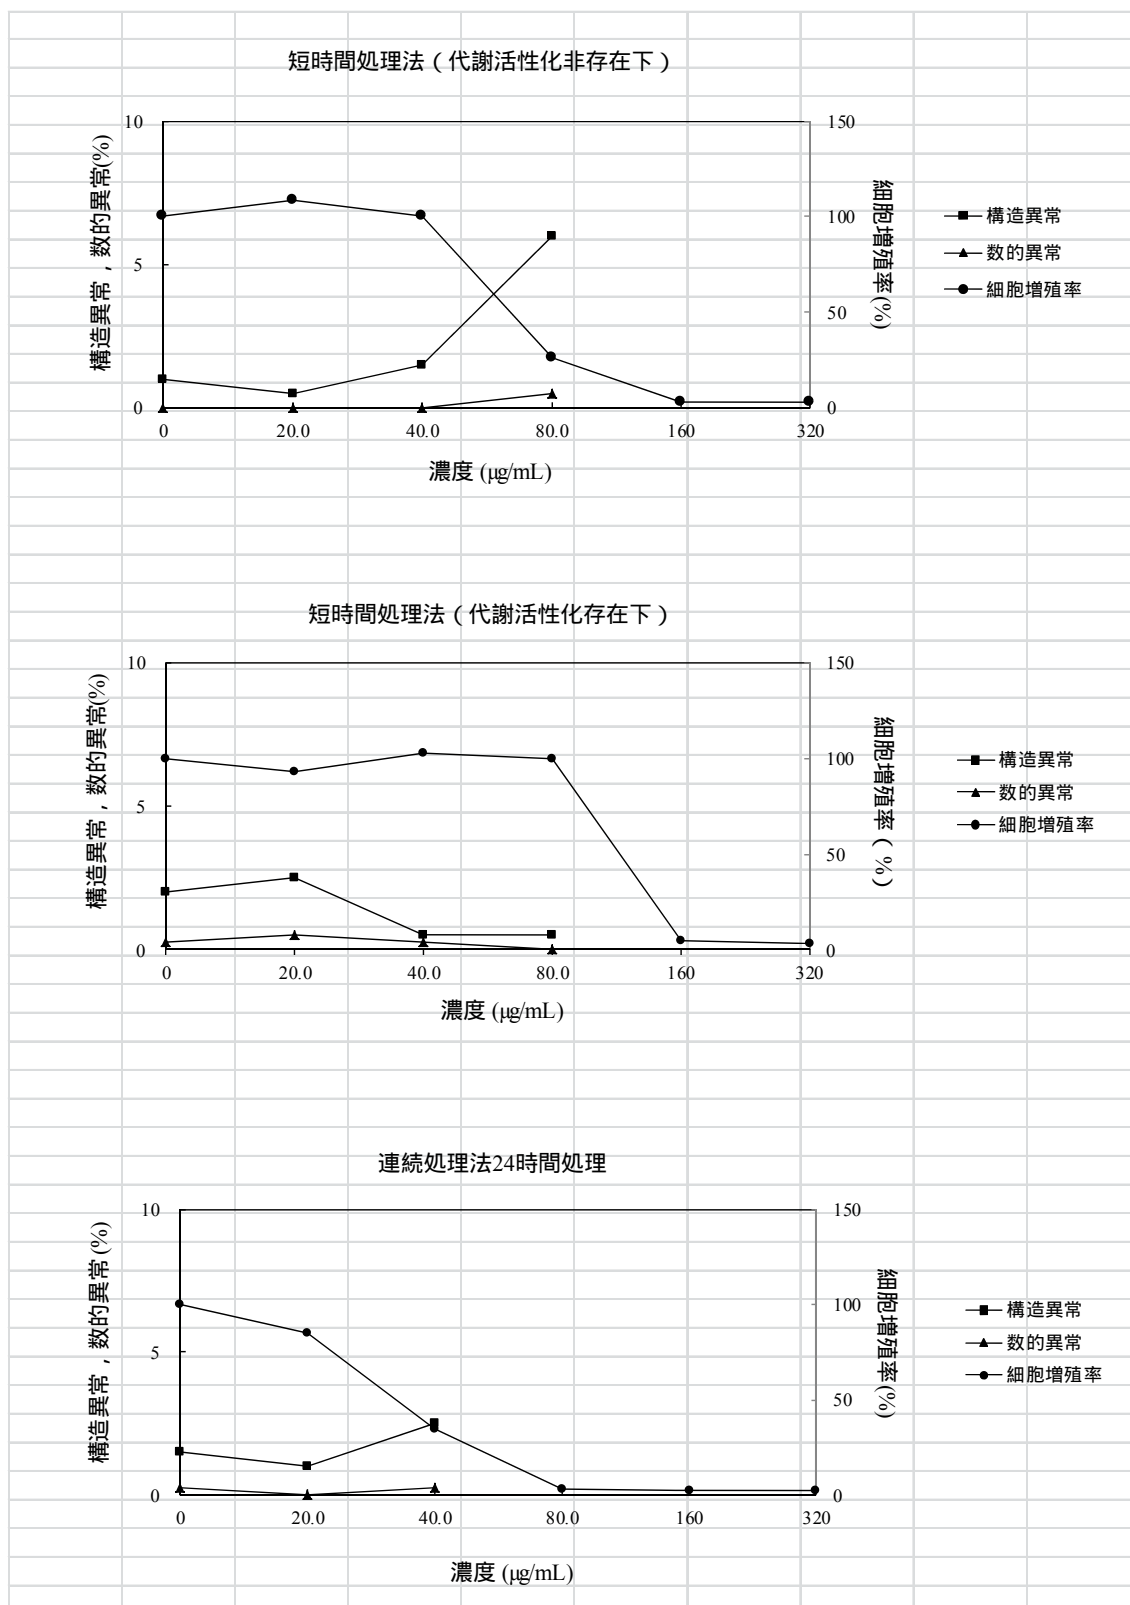 短時間処理法（代謝活性化非存在下）
10
5
0
構造異常，数的異常(%)
150
100
50
0
細胞増殖率(%)
構造異常
数的異常
細胞増殖率
0 20.0 40.0 80.0 160 320
濃度 (μg/mL)
短時間処理法（代謝活性化存在下）
10
5
0
構造異常，数的異常(%)
150
100
50
0
細胞増殖率（%）
構造異常
数的異常
細胞増殖率
0 20.0 40.0 80.0 160 320
濃度 (μg/mL)
連続処理法24時間処理
10
5
0
構造異常，数的異常(%)
150
100
50
0
細胞増殖率(%)
構造異常
数的異常
細胞増殖率
0 20.0 40.0 80.0 160 320
濃度 (μg/mL)